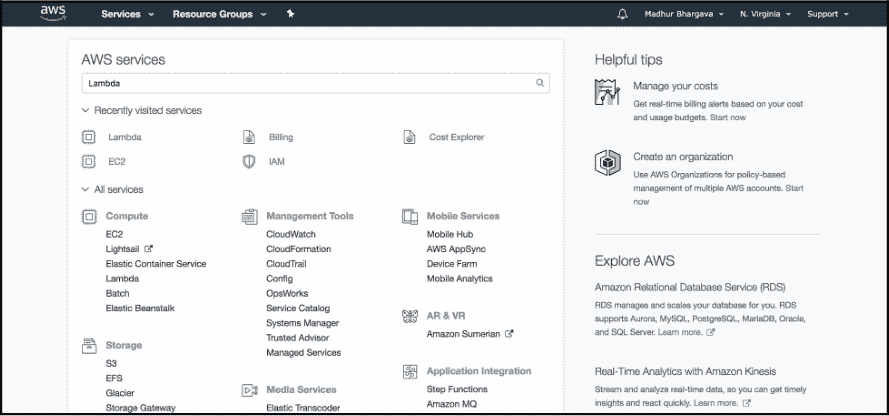 aws
Services
Resource Groups
Madhur Bhargava
N. Virginia
Support
AWS services
Lambda
Recently visited services
Lambda
Billing
Cost Explorer
EC2
IAM
All services
Compute
EC2
Lightsail
Elastic Container Service
Lambda
Batch
Elastic Beanstalk
Storage
S3
EFS
Glacier
Storage Gateway
Management Tools
CloudWatch
CloudFormation
CloudTrail
Config
OpsWorks
Service Catalog
Systems Manager
Trusted Advisor
Managed Services
Media Services
Elastic Transcoder
Mobile Services
Mobile Hub
AWS AppSync
Device Farm
Mobile Analytics
AR & VR
Amazon Sumerian
Application Integration
Step Functions
Amazon MQ
Helpful tips
Manage your costs
Get real-time billing alerts based on your cost
and usage budgets. Start now
Create an organization
Use AWS Organizations for policy-based
management of multiple AWS accounts. Start
now
Explore AWS
Amazon Relational Database Service (RDS)
RDS manages and scales your database for you. RDS
supports Aurora, MySQL, PostgreSQL, MariaDB, Oracle,
and SQL Server. Learn more.
Real-Time Analytics with Amazon Kinesis
Stream and analyze real-time data, so you can get timely
insights and react quickly. Learn more.